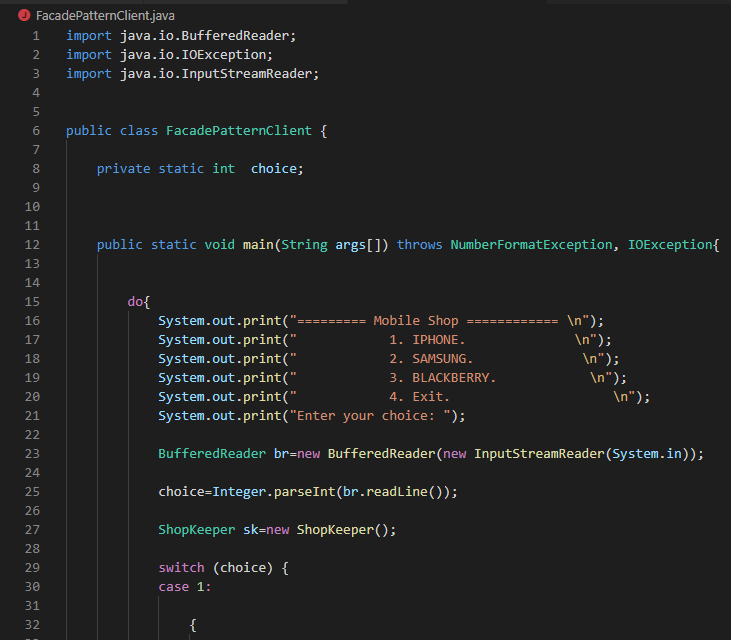 J FacadePatternClient.java
1 import java.io.BufferedReader;
2 import java.io.IOException;
3 import java.io.InputStreamReader;
4
5
6 public class FacadePatternClient {
7
8 private static int  choice;
9
10
11
12 public static void main(String args[]) throws NumberFormatException, IOException{
13
14
15 do{
16 System.out.print("========= Mobile Shop ============ \n");
17 System.out.print("            1. IPHONE.              \n");
18 System.out.print("            2. SAMSUNG.              \n");
19 System.out.print("            3. BLACKBERRY.            \n");
20 System.out.print("            4. Exit.                     \n");
21 System.out.print("Enter your choice: ");
22
23 BufferedReader br=new BufferedReader(new InputStreamReader(System.in));
24
25 choice=Integer.parseInt(br.readLine());
26
27 ShopKeeper sk=new ShopKeeper();
28
29 switch (choice) {
30 case 1:
31
32 {